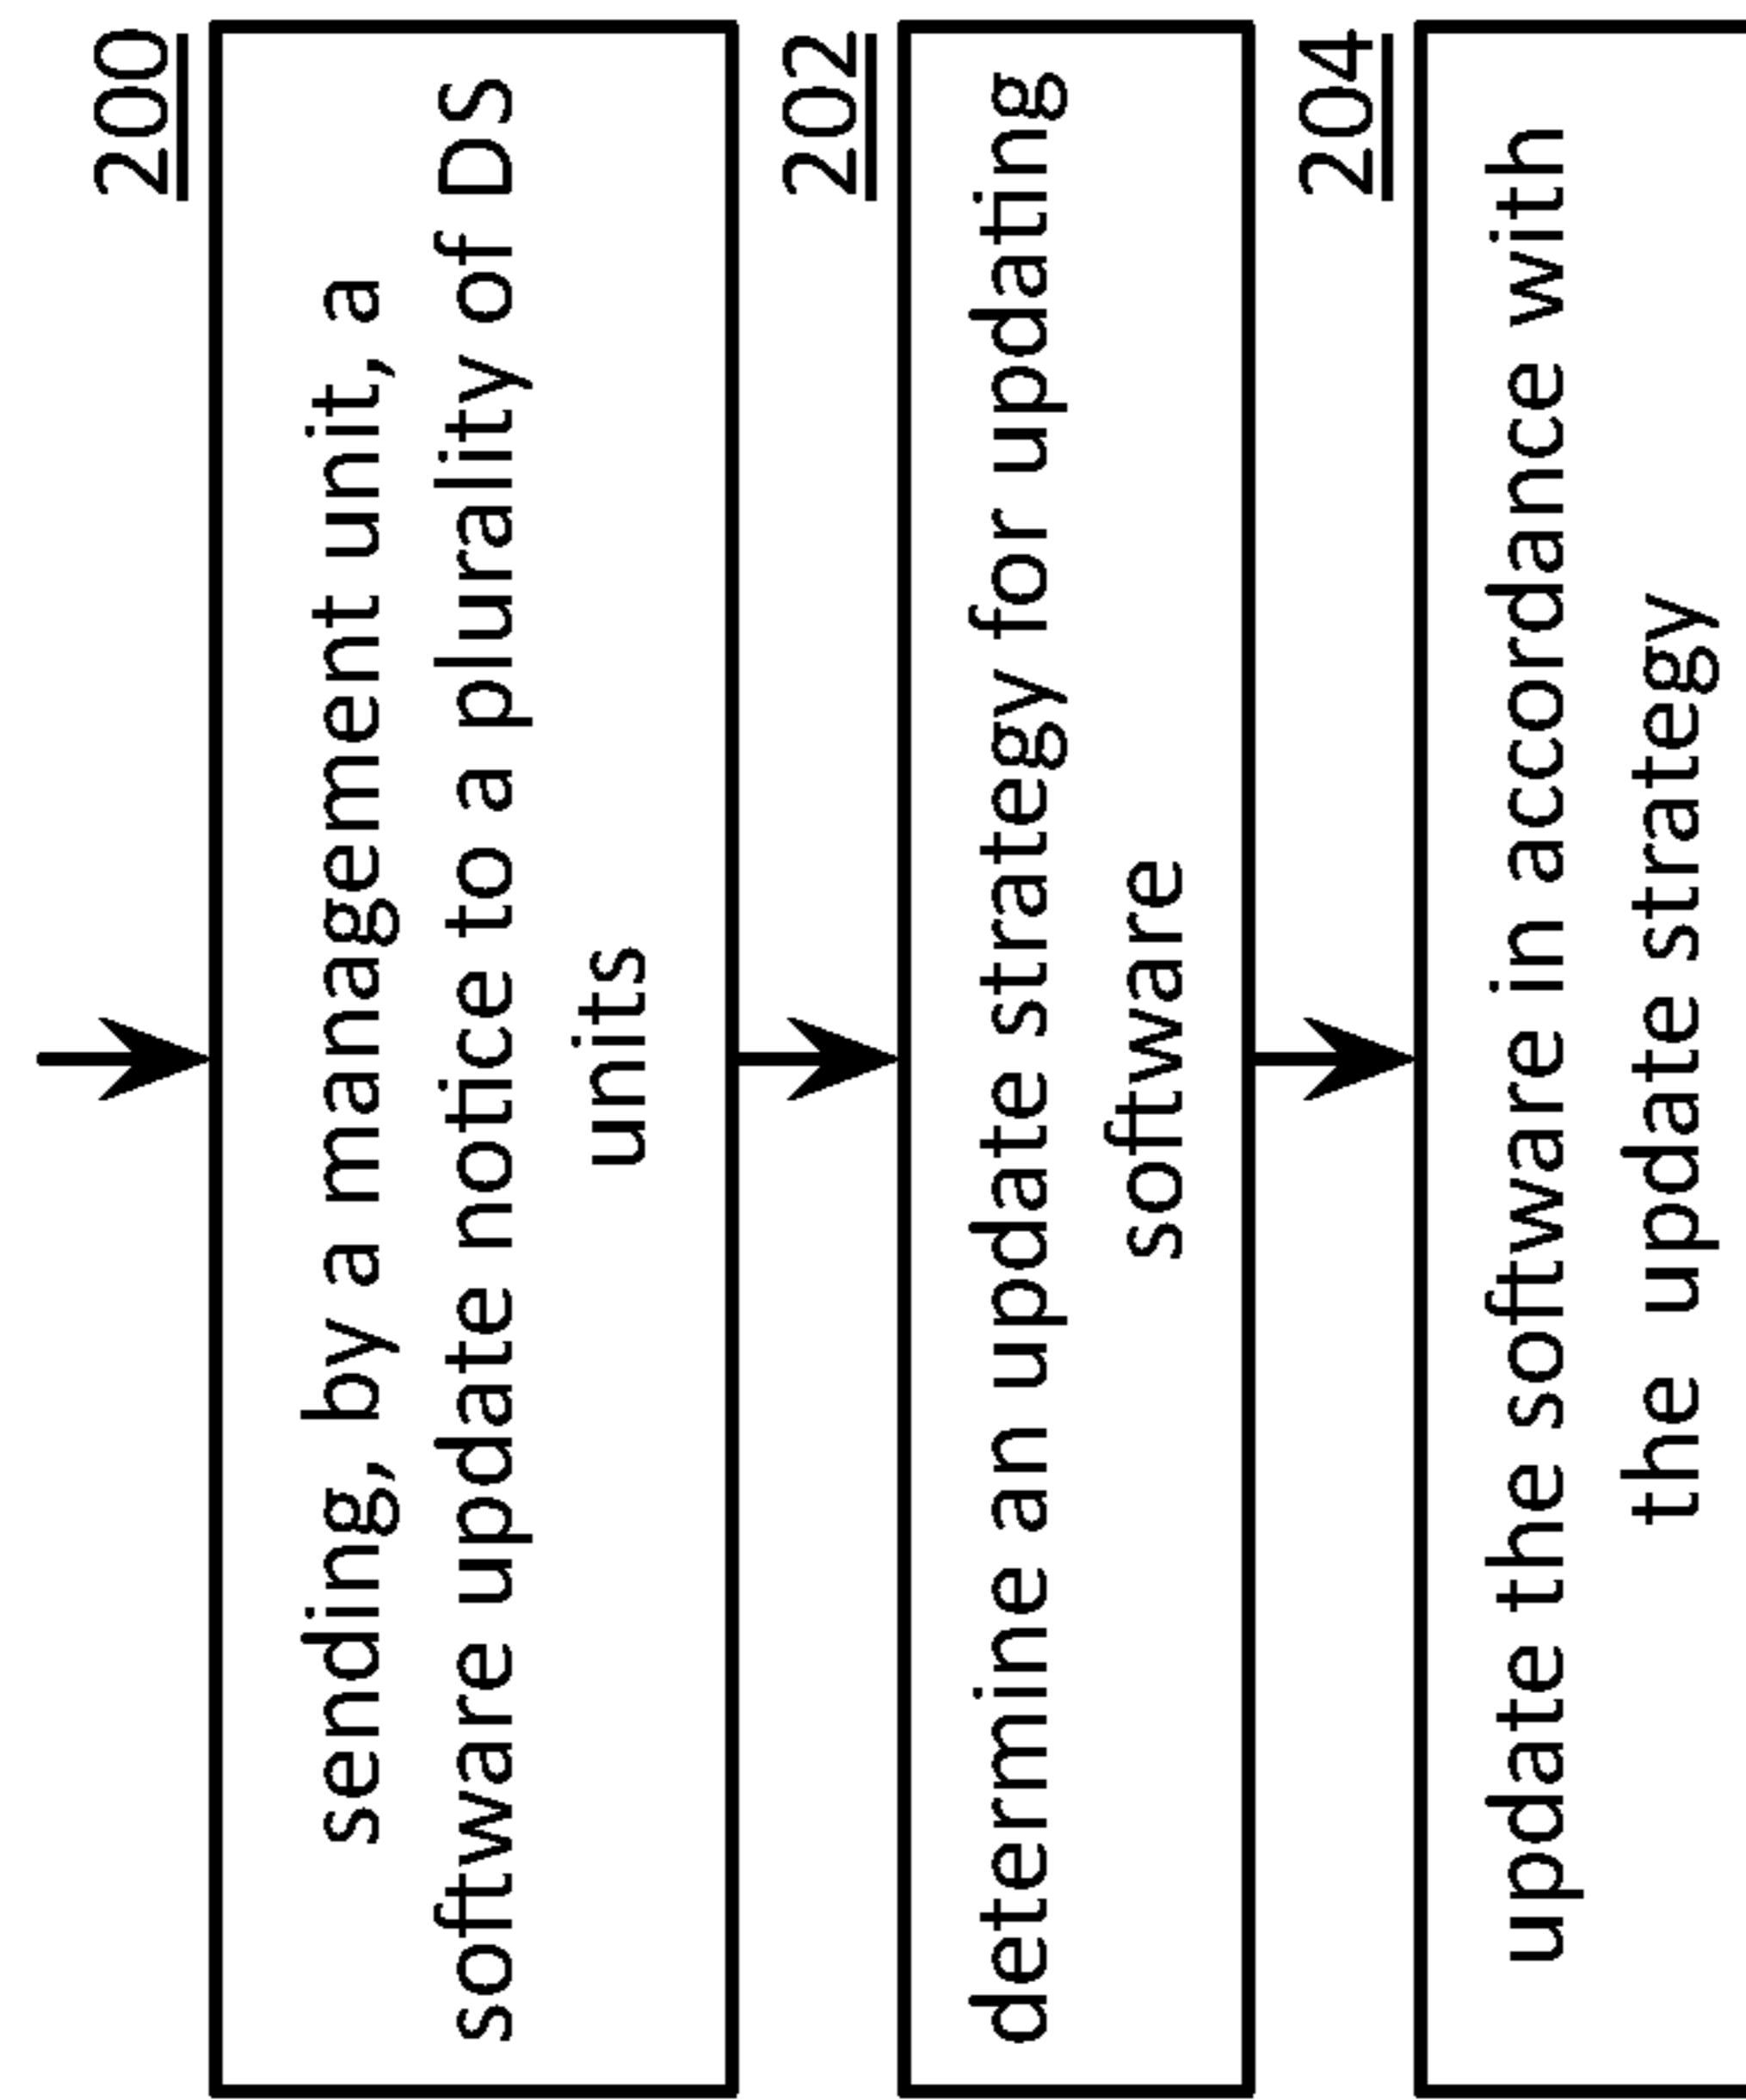 200
sending, by a management unit, a
software update notice to a plurality of DS
units
202
determine an update strategy for updating
software
204
update the software in accordance with
the update strategy